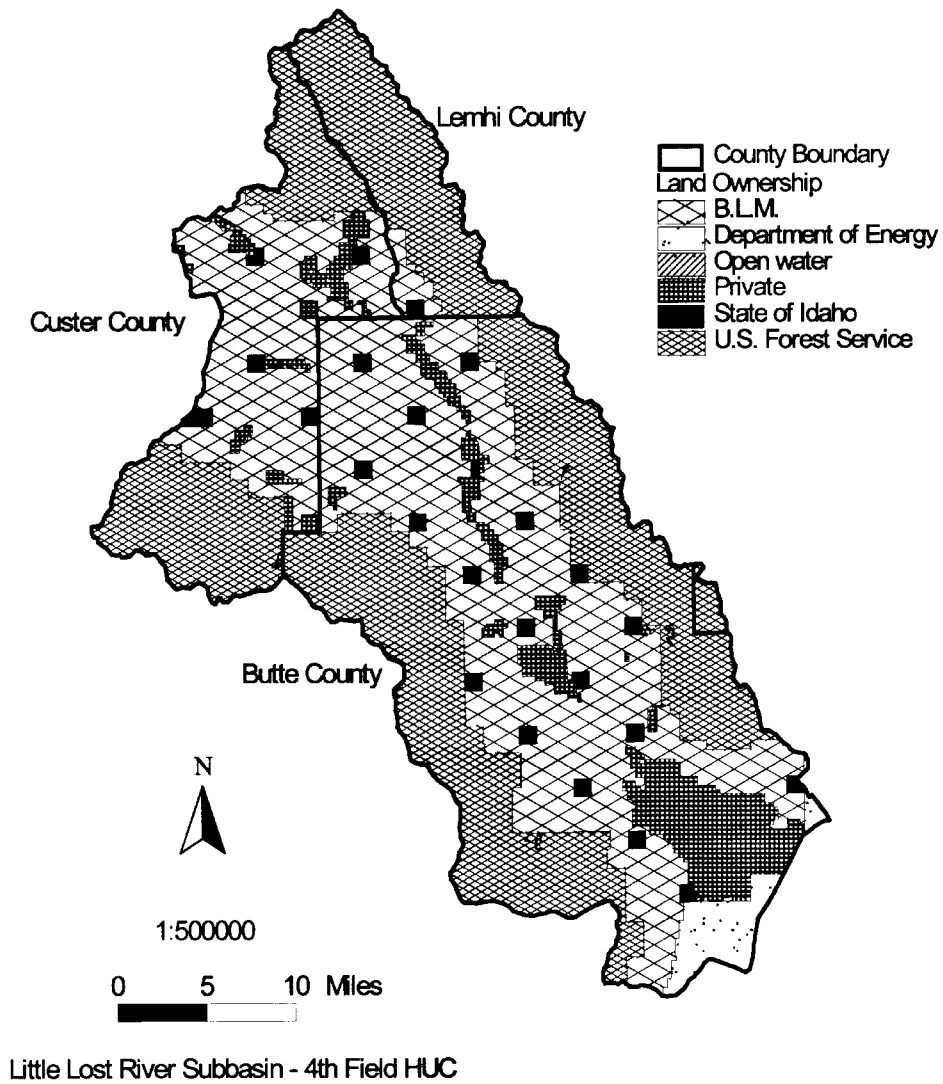 Lemhi County
County Boundary
Land Ownership
B.L.M.
Department of Energy
Open water
Private
State of Idaho
U.S. Forest Service
Custer County
Butte County
N
1:500000
0 5 10 Miles
Little Lost River Subbasin - 4th Field HUC